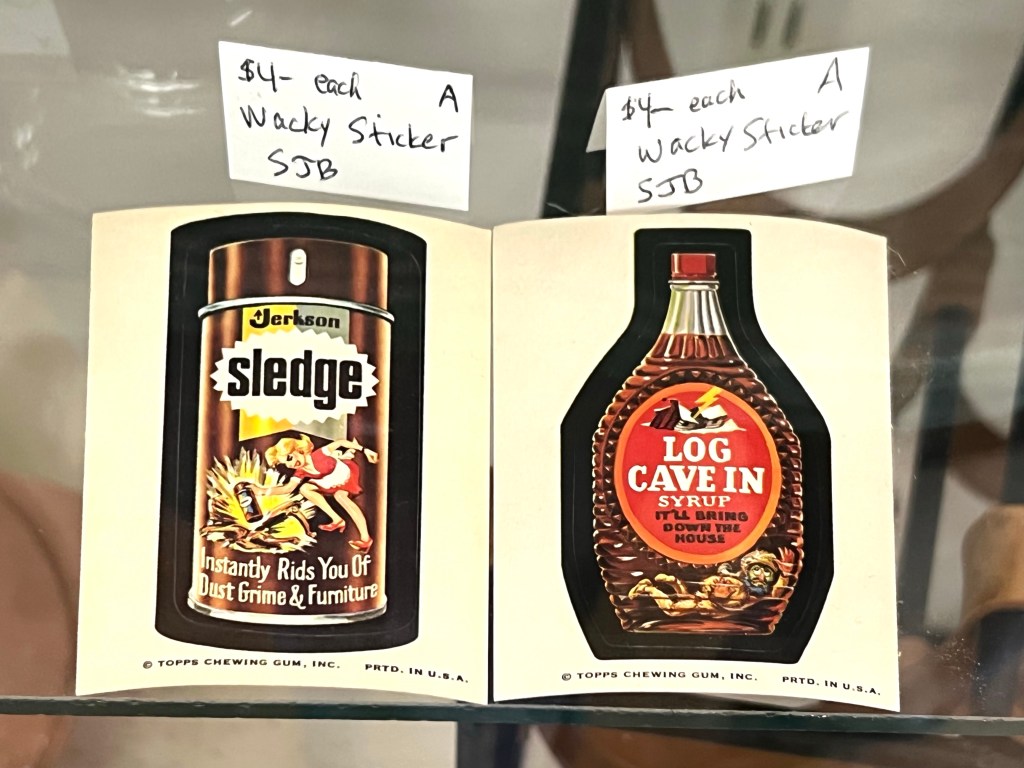 $4- each A
Wacky Sticker
SJB
$4- each A
Wacky Sticker
SJB
Jerkson
sledge
Instantly Rids You Of
Dust Grime & Furniture
© TOPPS CHEWING GUM, INC. PRTD. IN U.S.A.
LOG
CAVE IN
SYRUP
IT'LL BRING
DOWN THE
HOUSE
© TOPPS CHEWING GUM, INC. PRTD. IN U.S.A.